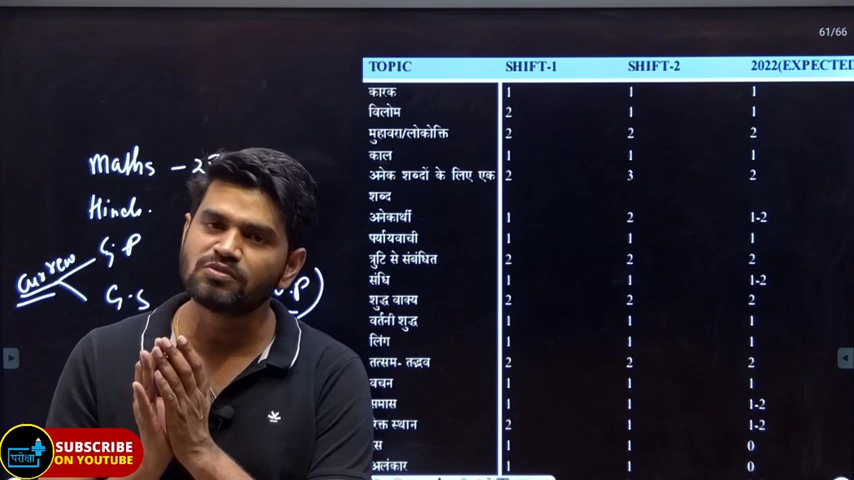 61/66
TOPIC SHIFT-1 SHIFT-2 2022(EXPECTED
कारक 1 1 1
विलोम 2 1 1
मुहावरा/लोकोक्ति 2 2 2
काल 1 1 1
अनेक शब्दों के लिए एक 2 3 2
शब्द
अनेकार्थी 1 2 1-2
पर्यायवाची 1 1 1
त्रुटि से संबंधित 2 2 2
संधि 1 1 1-2
शुद्ध वाक्य 2 2 2
वर्तनी शुद्ध 1 1 1
लिंग 1 1 1
तत्सम- तद्भव 2 2 2
वचन 1 1 1
समास 1 1 1-2
रिक्त स्थान 2 1 1-2
रस 1 1 0
अलंकार 1 1 0
Maths - 2
Hindi.
Current G.P
G.S
.P)
परीक्षा
SUBSCRIBE
ON YOUTUBE